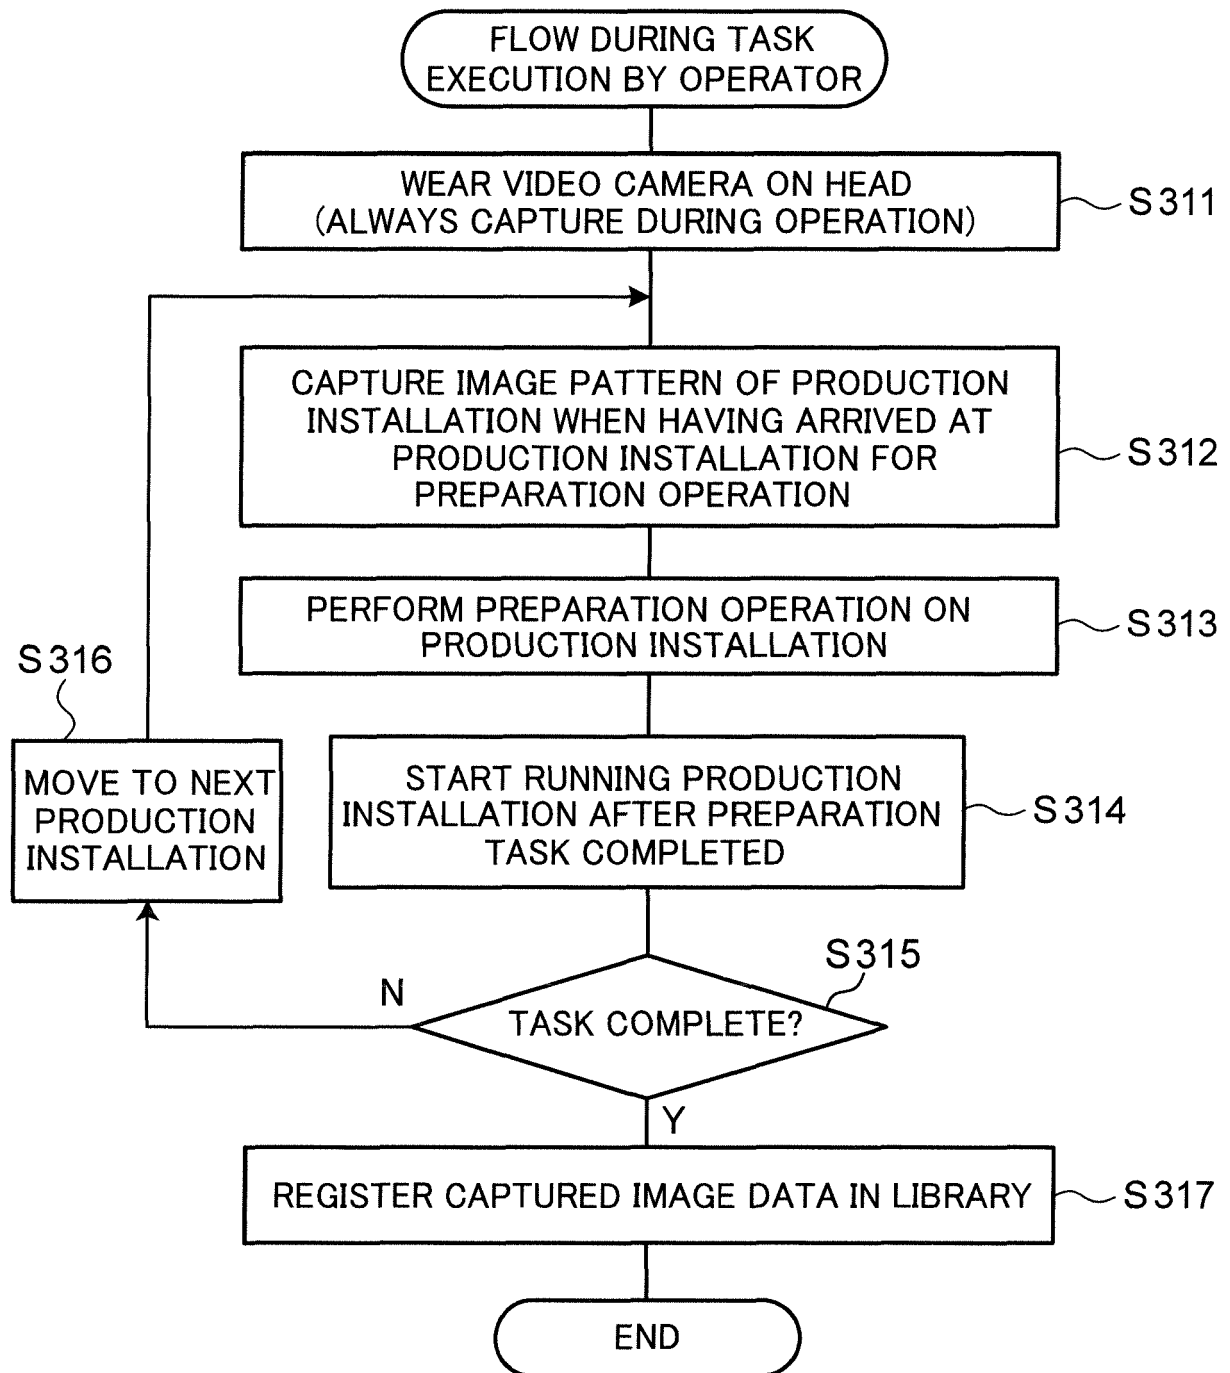 FLOW DURING TASK
EXECUTION BY OPERATOR
WEAR VIDEO CAMERA ON HEAD
(ALWAYS CAPTURE DURING OPERATION)
S311
CAPTURE IMAGE PATTERN OF PRODUCTION
INSTALLATION WHEN HAVING ARRIVED AT
PRODUCTION INSTALLATION FOR
PREPARATION OPERATION
S312
PERFORM PREPARATION OPERATION ON
PRODUCTION INSTALLATION
S313
S316
MOVE TO NEXT
PRODUCTION
INSTALLATION
START RUNNING PRODUCTION
INSTALLATION AFTER PREPARATION
TASK COMPLETED
S314
S315
N
TASK COMPLETE?
Y
REGISTER CAPTURED IMAGE DATA IN LIBRARY
S317
END